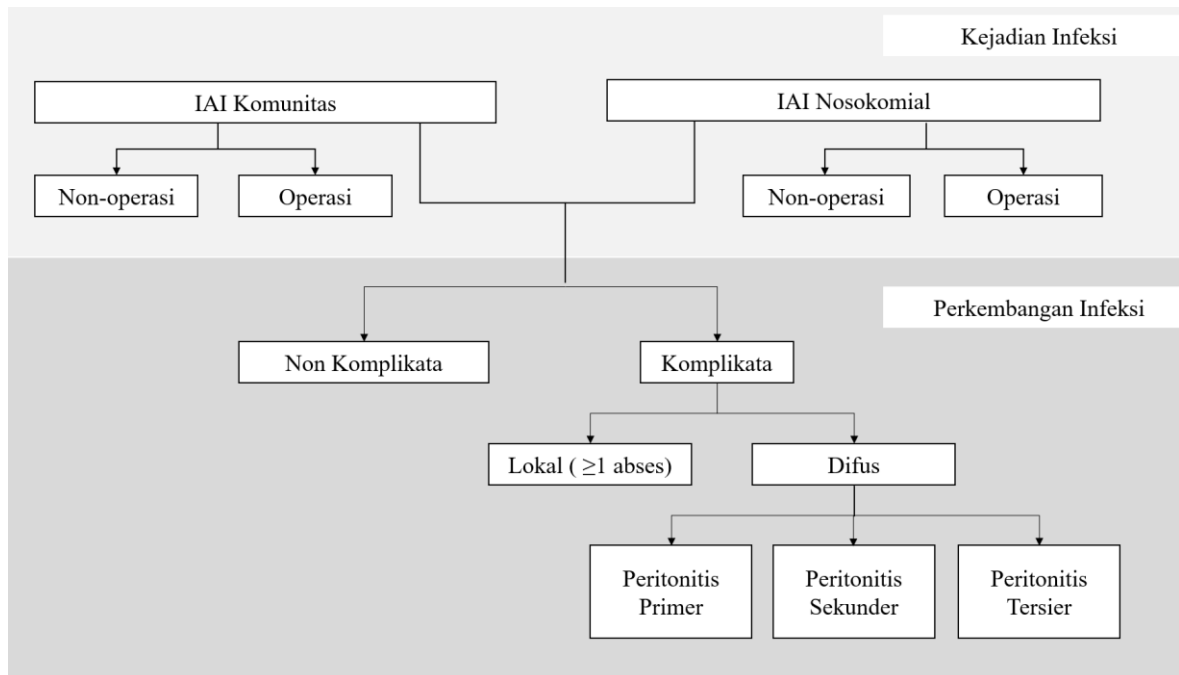 Kejadian Infeksi
IAI Komunitas
IAI Nosokomial
Non-operasi
Operasi
Non-operasi
Operasi
Perkembangan Infeksi
Non Komplikata
Komplikata
Lokal ( ≥1 abses)
Difus
Peritonitis
Primer
Peritonitis
Sekunder
Peritonitis
Tersier